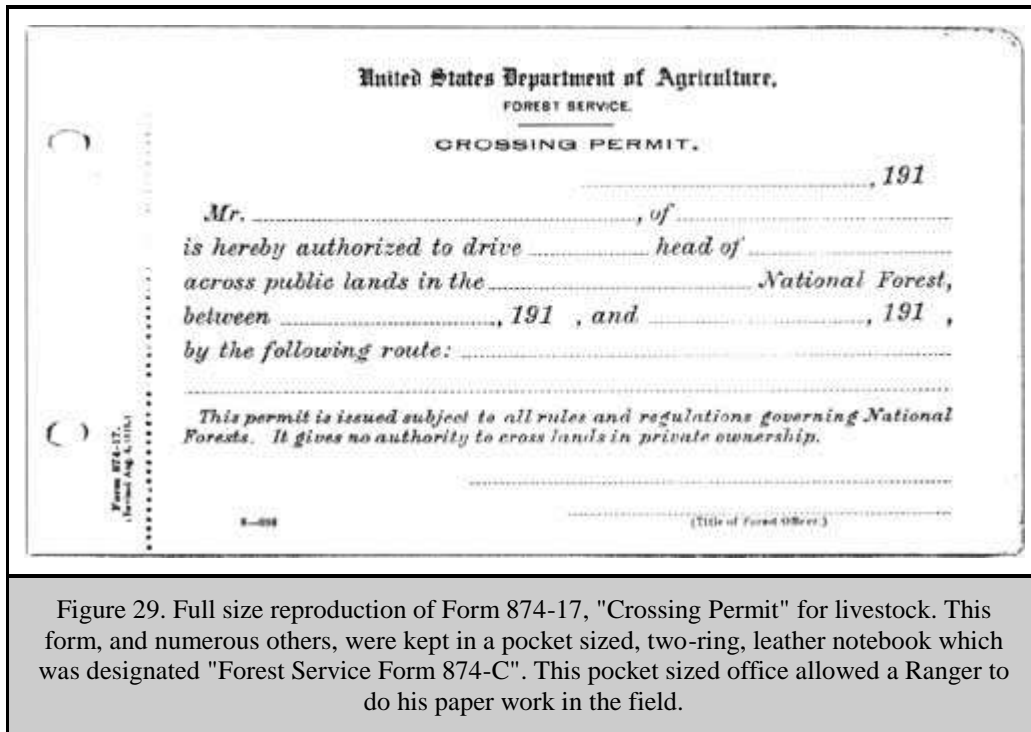 United States Department of Agriculture,
FOREST SERVICE.
CROSSING PERMIT.
, 191
Mr. , of
is hereby authorized to drive head of
across public lands in the National Forest,
between , 191 , and , 191 ,
by the following route:
This permit is issued subject to all rules and regulations governing National
Forests. It gives no authority to cross lands in private ownership.
(Title of Forest Officer.)
Form 874-17.
Figure 29. Full size reproduction of Form 874-17, "Crossing Permit" for livestock. This
form, and numerous others, were kept in a pocket sized, two-ring, leather notebook which
was designated "Forest Service Form 874-C". This pocket sized office allowed a Ranger to
do his paper work in the field.